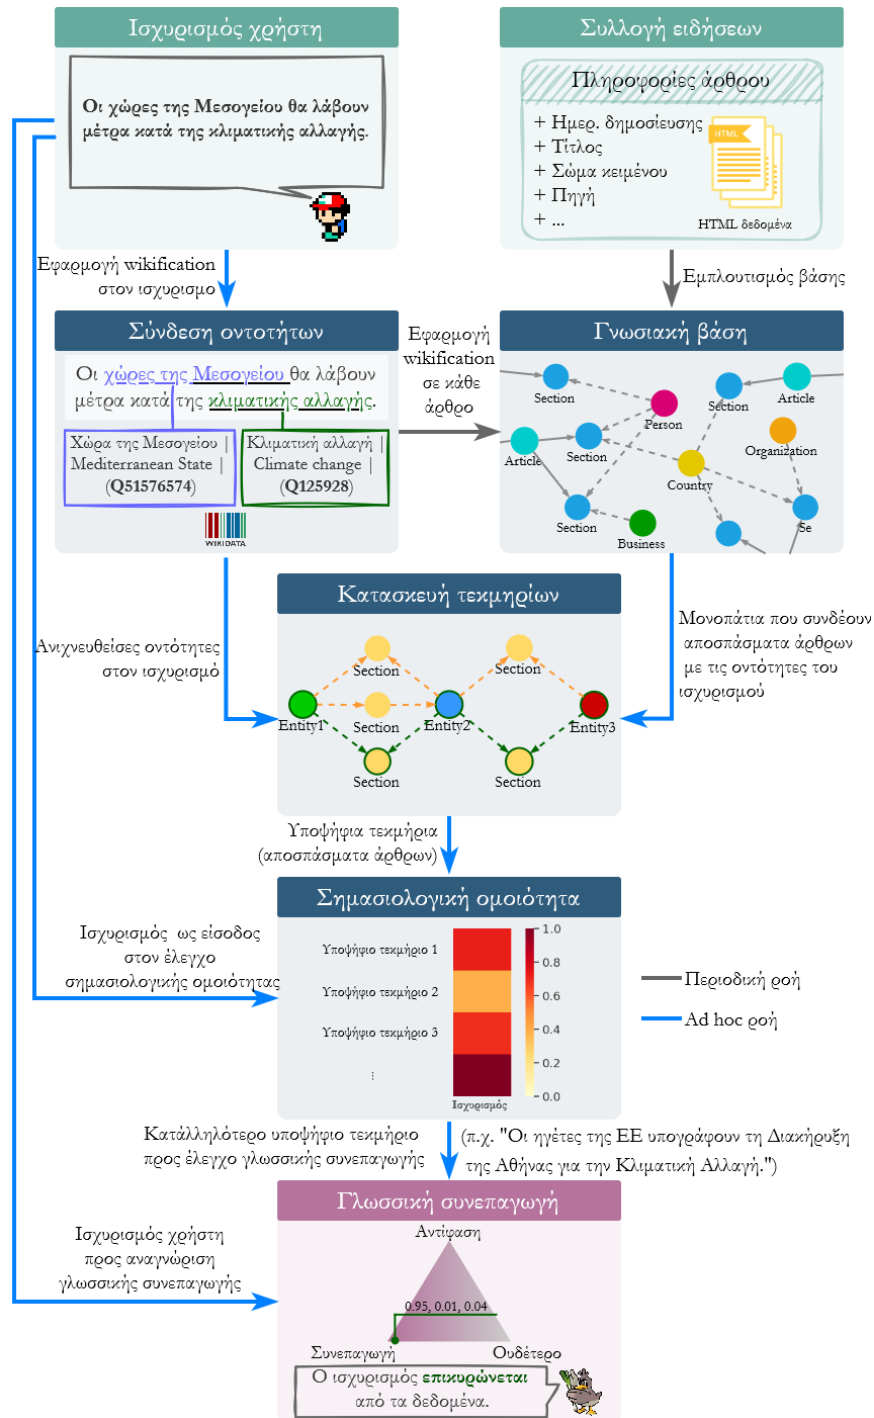 Ισχυρισμός χρήστη
Οι χώρες της Μεσογείου θα λάβουν
μέτρα κατά της κλιματικής αλλαγής.
Συλλογή ειδήσεων
Πληροφορίες άρθρου
+ Ημερ. δημοσίευσης
+ Τίτλος
+ Σώμα κειμένου
+ Πηγή
+ ...
HTML
HTML δεδομένα
Εφαρμογή wikification
στον ισχυρισμο
Εμπλουτισμός βάσης
Σύνδεση οντοτήτων
Οι χώρες της Μεσογείου θα λάβουν
μέτρα κατά της κλιματικής αλλαγής.
Χώρα της Μεσογείου |
Mediterranean State |
(Q51576574)
Κλιματική αλλαγή |
Climate change |
(Q125928)
WIKIDATA
Εφαρμογή
wikification
σε κάθε
άρθρο
Γνωσιακή βάση
Section
Section
Article
Person
Article
Section
Organization
Country
Section
Se
Business
Ανιχνευθείσες οντότητες
στον ισχυρισμό
Μονοπάτια που συνδέουν
αποσπάσματα άρθρων
με τις οντότητες του
ισχυρισμού
Κατασκευή τεκμηρίων
Section
Section
Entity1
Section
Entity2
Entity3
Section
Section
Υποψήφια τεκμήρια
(αποσπάσματα άρθρων)
Σημασιολογική ομοιότητα
Υποψήφιο τεκμήριο 1
Υποψήφιο τεκμήριο 2
Υποψήφιο τεκμήριο 3
⋮
Ισχυρισμός
1.0
0.8
0.6
0.4
0.2
0.0
Ισχυρισμός ως είσοδος
στον έλεγχο
σημασιολογικής ομοιότητας
Περιοδική ροή
Ad hoc ροή
Κατάλληλότερο υποψήφιο τεκμήριο
προς έλεγχο γλωσσικής συνεπαγωγής
(π.χ. "Οι ηγέτες της ΕΕ υπογράφουν τη Διακήρυξη
της Αθήνας για την Κλιματική Αλλαγή.")
Γλωσσική συνεπαγωγή
Αντίφαση
0.95, 0.01, 0.04
Συνεπαγωγή
Ουδέτερο
Ο ισχυρισμός επικυρώνεται
από τα δεδομένα.
Ισχυρισμός χρήστη
προς αναγνώριση
γλωσσικής συνεπαγωγής